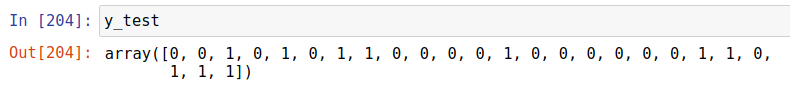 In [204]: y_test
Out[204]: array([0, 0, 1, 0, 1, 0, 1, 1, 0, 0, 0, 0, 1, 0, 0, 0, 0, 0, 0, 1, 1, 0,
1, 1, 1])